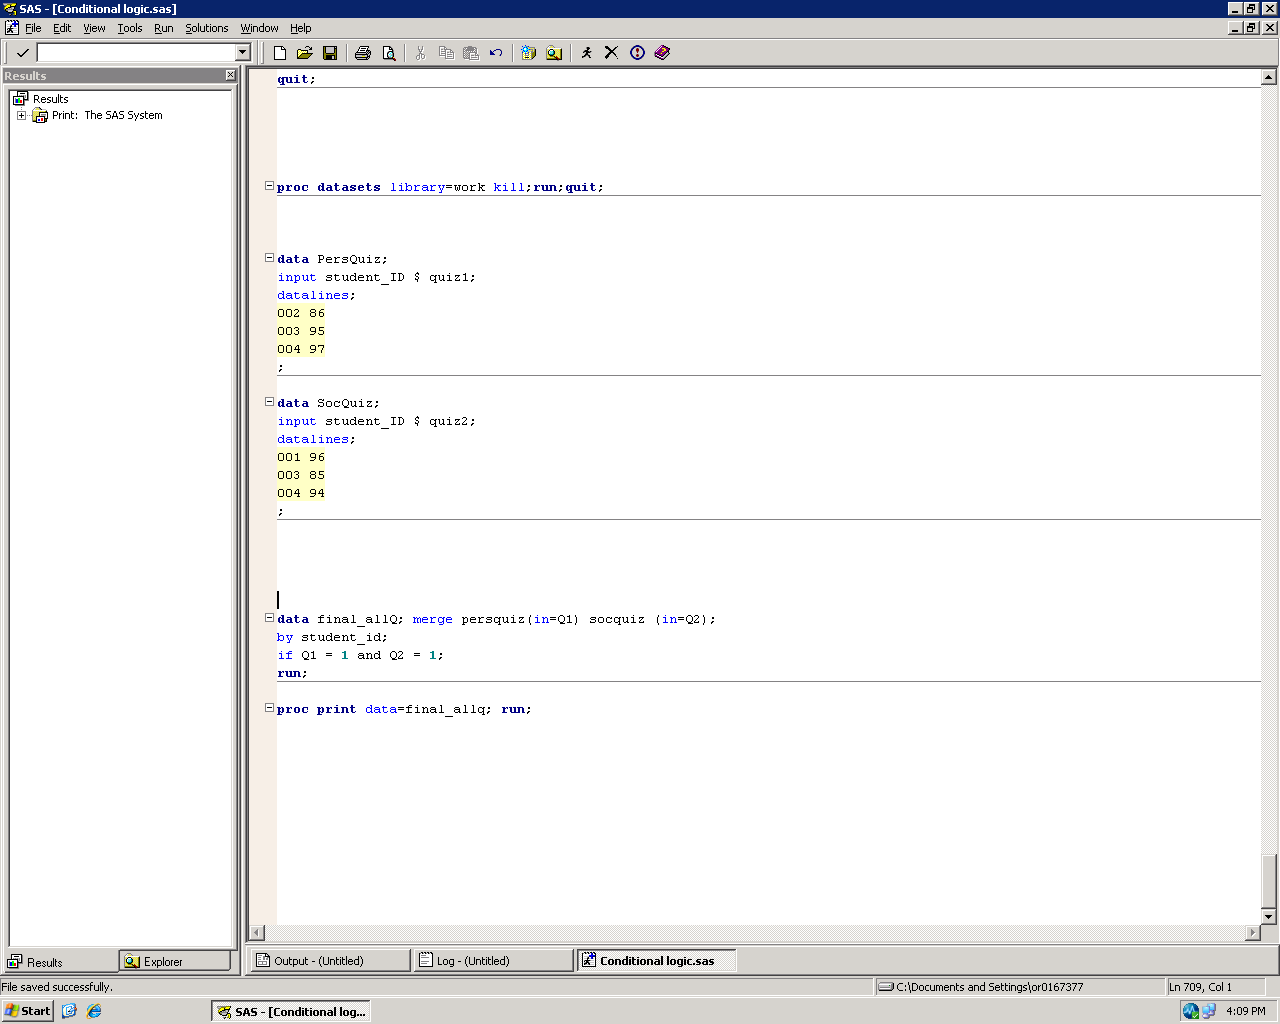 SAS - [Conditional logic.sas]
File Edit View Tools Run Solutions Window Help
Results
Results
Print: The SAS System
quit;
proc datasets library=work kill;run;quit;
data PersQuiz;
input student_ID $ quiz1;
datalines;
002 86
003 95
004 97
;
data SocQuiz;
input student_ID $ quiz2;
datalines;
001 96
003 85
004 94
;
data final_allQ; merge persquiz(in=Q1) socquiz (in=Q2);
by student_id;
if Q1 = 1 and Q2 = 1;
run;
proc print data=final_allq; run;
Results Explorer
Output - (Untitled) Log - (Untitled) Conditional logic.sas
File saved successfully. C:\Documents and Settings\or0167377 Ln 709, Col 1
Start SAS - [Conditional log... 4:09 PM